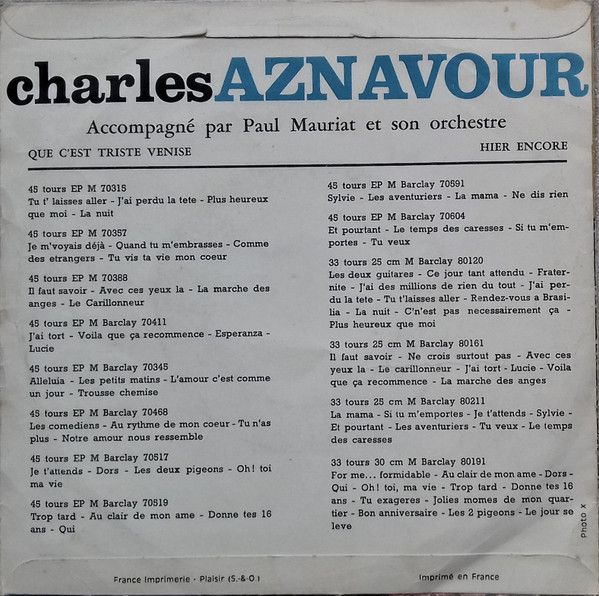 charles AZNAVOUR
Accompagné par Paul Mauriat et son orchestre
QUE C'EST TRISTE VENISE
HIER ENCORE
45 tours EP M 70315
Tu t' laisses aller - J'ai perdu la tete - Plus heureux
que moi - La nuit
45 tours EP M 70357
Je m'voyais déjà - Quand tu m'embrasses - Comme
des etrangers - Tu vis ta vie mon coeur
45 tours EP M 70388
Il faut savoir - Avec ces yeux la - La marche des
anges - Le Carillonneur
45 tours EP M Barclay 70411
J'ai tort - Voila que ça recommence - Esperanza -
Lucie
45 tours EP M Barclay 70345
Alleluia - Les petits matins - L'amour c'est comme
un jour - Trousse chemise
45 tours EP M Barclay 70468
Les comediens - Au rythme de mon coeur - Tu n'as
plus - Notre amour nous ressemble
45 tours EP M Barclay 70517
Je t'attends - Dors - Les deux pigeons - Oh! toi
ma vie
45 tours EP M Barclay 70519
Trop tard - Au clair de mon ame - Donne tes 16
ans - Qui
45 tours EP M Barclay 70591
Sylvie - Les aventuriers - La mama - Ne dis rien
45 tours EP M Barclay 70604
Et pourtant - Le temps des caresses - Si tu m'em-
portes - Tu veux
33 tours 25 cm M Barclay 80120
Les deux guitares - Ce jour tant attendu - Frater-
nite - J'ai des millions de rien du tout - J'ai per-
du la tete - Tu t'laisses aller - Rendez-vous a Brasi-
lia - La nuit - C'n'est pas necessairement ça -
Plus heureux que moi
33 tours 25 cm M Barclay 80161
Il faut savoir - Ne crois surtout pas - Avec ces
yeux la - Le carillonneur - J'ai tort - Lucie - Voila
que ça recommence - La marche des anges
33 tours 25 cm M Barclay 80211
La mama - Si tu m'emportes - Je t'attends - Sylvie -
Et pourtant - Les aventuriers - Tu veux - Le temps
des caresses
33 tours 30 cm M Barclay 80191
For me... formidable - Au clair de mon ame - Dors -
Qui - Oh! toi, ma vie - Trop tard - Donne tes 16
ans - Tu exageres - Jolies momes de mon quar-
tier - Bon anniversaire - Les 2 pigeons - Le jour se
leve
Photo X
France Imprimerie - Plaisir (S.-&-O.)
Imprimé en France